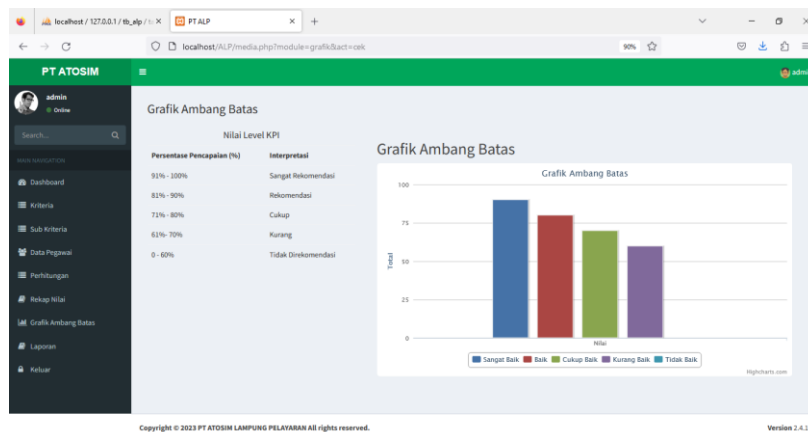 localhost / 127.0.0.1 / tb_alp / t
PT ALP
localhost/ALP/media.php?module=grafik&act=cek
90%
PT ATOSIM
admin
Online
Search...
MAIN NAVIGATION
Dashboard
Kriteria
Sub Kriteria
Data Pegawai
Perhitungan
Rekap Nilai
Grafik Ambang Batas
Laporan
Keluar
admi
Grafik Ambang Batas
Nilai Level KPI
Persentase Pencapaian (%) Interpretasi
91% - 100% Sangat Rekomendasi
81% - 90% Rekomendasi
71% - 80% Cukup
61%- 70% Kurang
0 - 60% Tidak Direkomendasi
Grafik Ambang Batas
Grafik Ambang Batas
100
75
50
25
0
Total
Nilai
Sangat Baik Baik Cukup Baik Kurang Baik Tidak Baik
Highcharts.com
Copyright © 2023 PT ATOSIM LAMPUNG PELAYARAN All rights reserved.
Version 2.4.